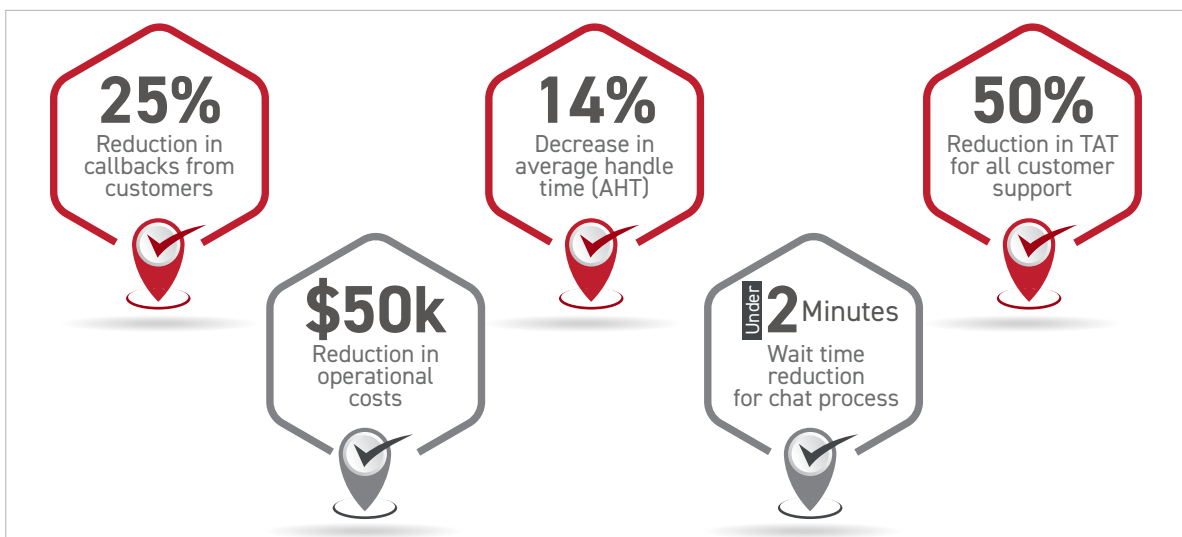 25%
Reduction in
callbacks from
customers
$50k
Reduction in
operational
costs
14%
Decrease in
average handle
time (AHT)
Under 2 Minutes
Wait time
reduction
for chat process
50%
Reduction in TAT
for all customer
support